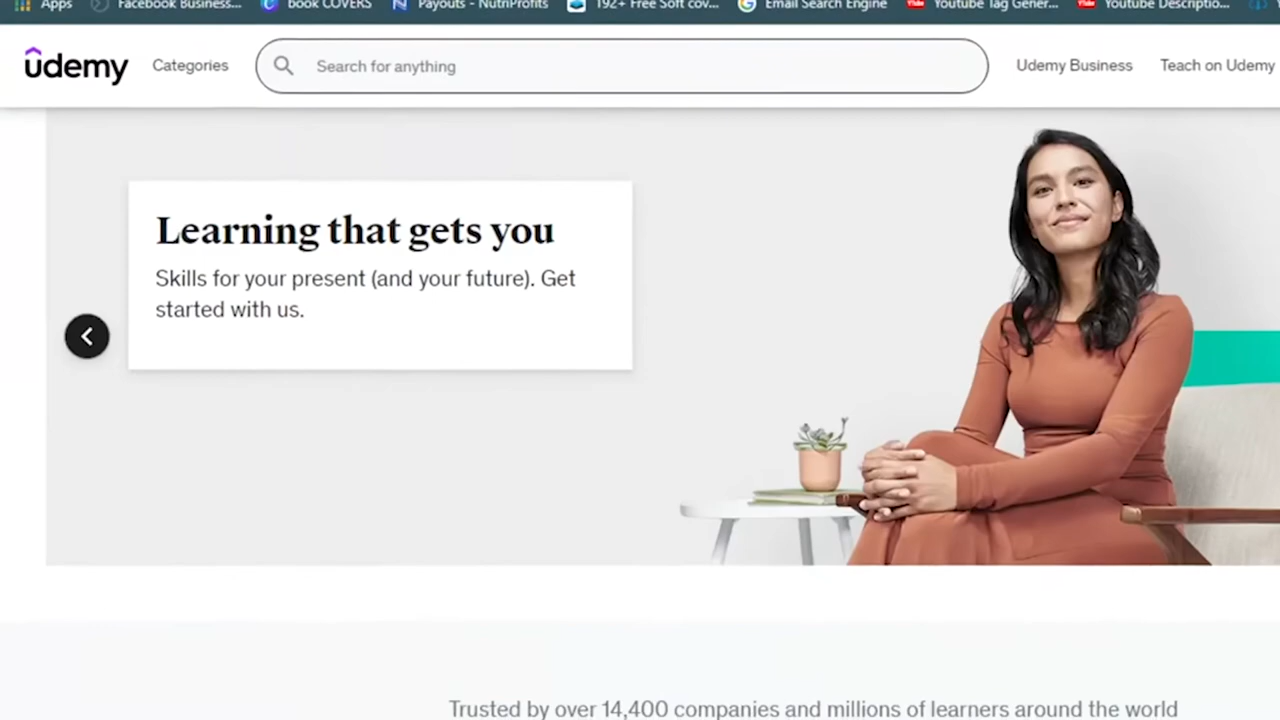 Apps Facebook Business... book COVERS Payouts - NutriProfits 192+ Free Soft cov... Email Search Engine Youtube Tag Gener... Youtube Descriptio...
udemy Categories Search for anything Udemy Business Teach on Udemy
Learning that gets you
Skills for your present (and your future). Get
started with us.
Trusted by over 14,400 companies and millions of learners around the world